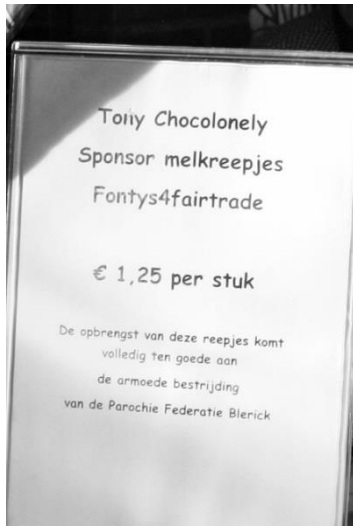 Tony Chocolonely
Sponsor melkreepjes
Fontys4fairtrade
€ 1,25 per stuk
De opbrengst van deze reepjes komt
volledig ten goede aan
de armoede bestrijding
van de Parochie Federatie Blerick